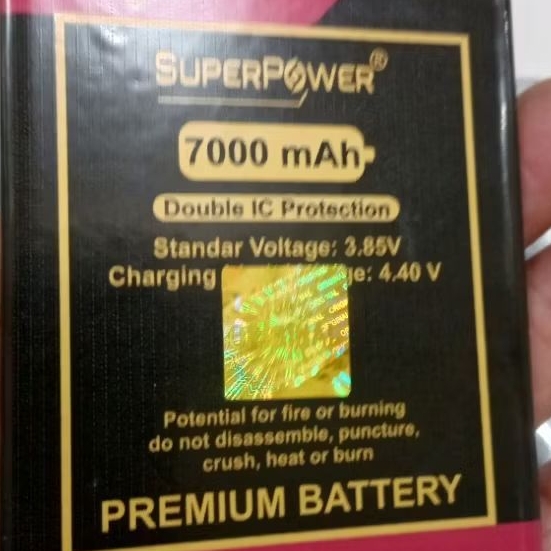 SUPERPOWER®
7000 mAh
Double IC Protection
Standar Voltage: 3.85V
Charging ge: 4.40 V
Potential for fire or burning
do not disassemble, puncture,
crush, heat or burn
PREMIUM BATTERY